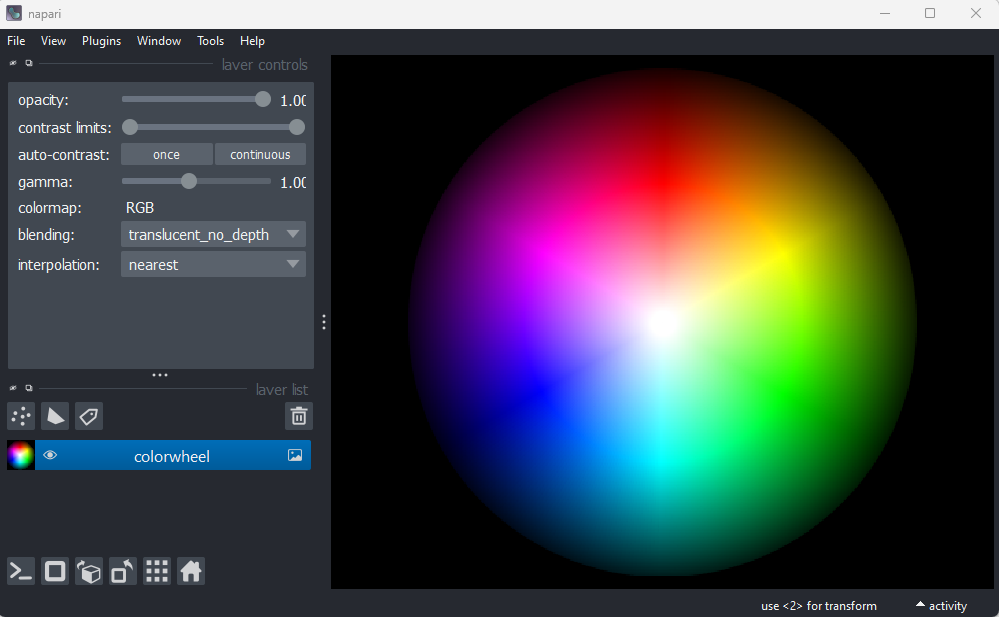 napari
File View Plugins Window Tools Help
layer controls
opacity: 1.00
contrast limits:
auto-contrast: once continuous
gamma: 1.00
colormap: RGB
blending: translucent_no_depth
interpolation: nearest
layer list
colorwheel
use <2> for transform activity